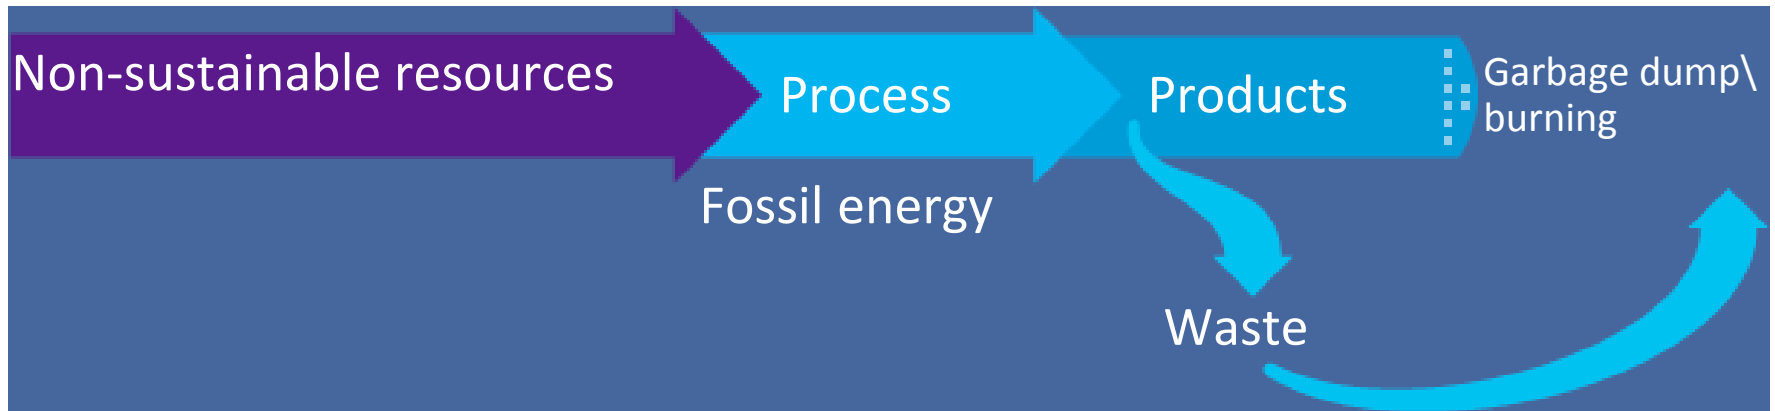 Non-sustainable resources
Process
Products
Garbage dump\
burning
Fossil energy
Waste